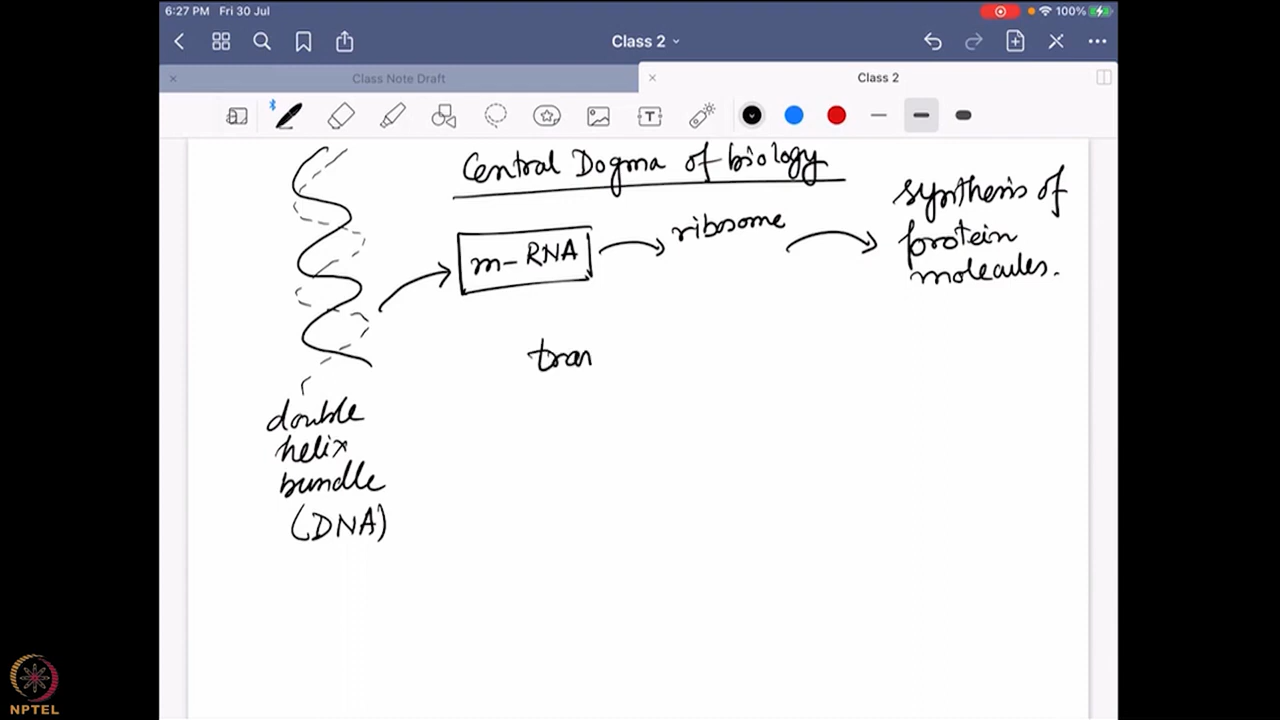 6:27 PM Fri 30 Jul
100%
Class 2
Class Note Draft
Class 2
Central Dogma of biology
m-RNA
ribosome
synthesis of
protein
molecules.
tran
double
helix
bundle
(DNA)
NPTEL